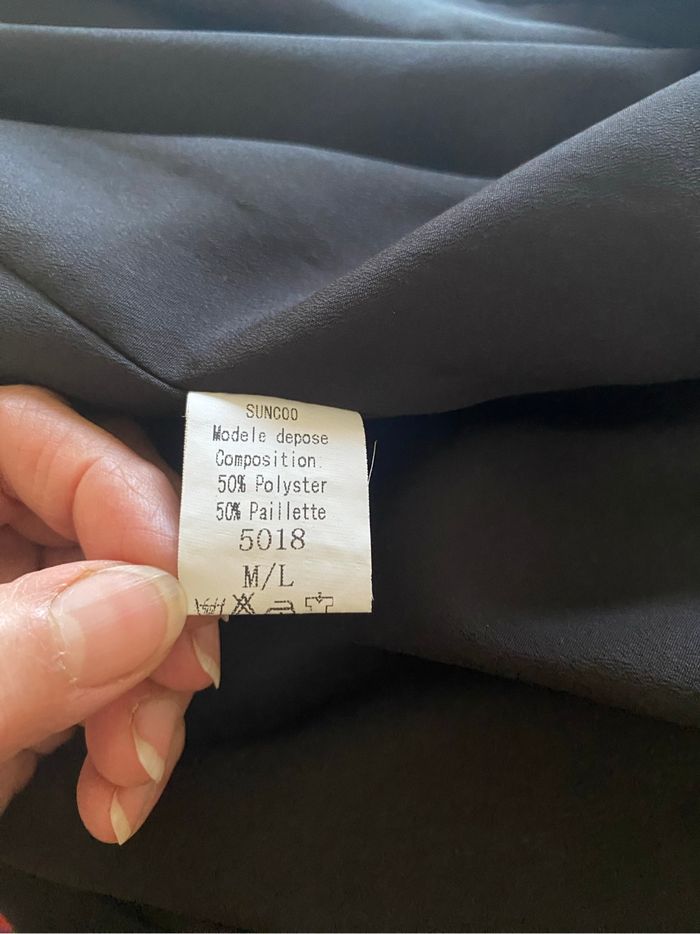 SUNCOO
Modele depose
Composition:
50% Polyster
50% Paillette
5018
M/L